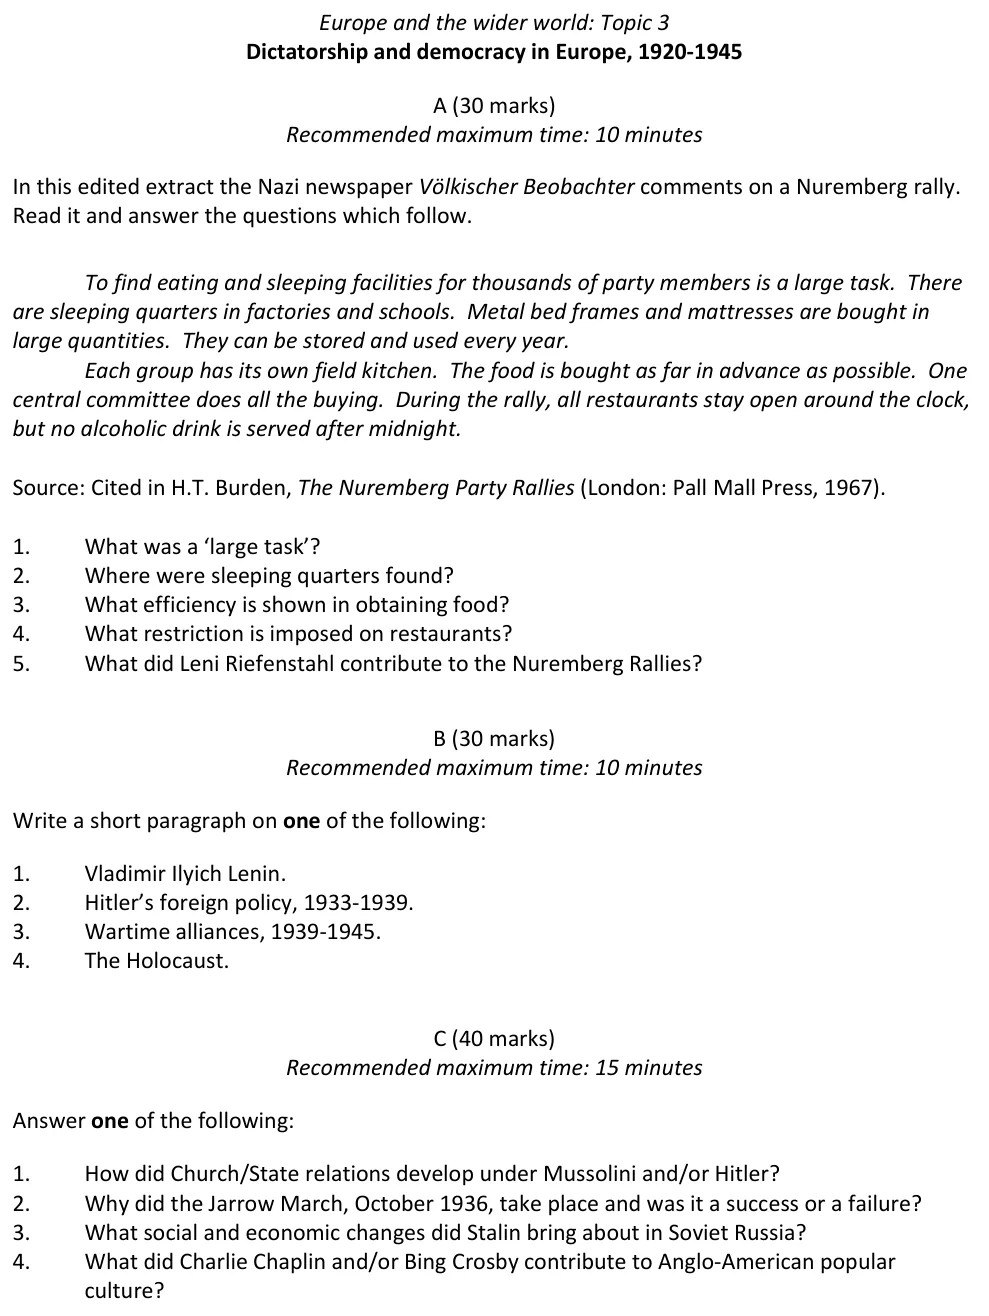 Europe and the wider world: Topic 3
Dictatorship and democracy in Europe, 1920-1945
A (30 marks)
Recommended maximum time: 10 minutes
In this edited extract the Nazi newspaper Völkischer Beobachter comments on a Nuremberg rally.
Read it and answer the questions which follow.
To find eating and sleeping facilities for thousands of party members is a large task. There
are sleeping quarters in factories and schools. Metal bed frames and mattresses are bought in
large quantities. They can be stored and used every year.
Each group has its own field kitchen. The food is bought as far in advance as possible. One
central committee does all the buying. During the rally, all restaurants stay open around the clock,
but no alcoholic drink is served after midnight.
Source: Cited in H.T. Burden, The Nuremberg Party Rallies (London: Pall Mall Press, 1967).
1. What was a ‘large task’?
2. Where were sleeping quarters found?
3. What efficiency is shown in obtaining food?
4. What restriction is imposed on restaurants?
5. What did Leni Riefenstahl contribute to the Nuremberg Rallies?
B (30 marks)
Recommended maximum time: 10 minutes
Write a short paragraph on one of the following:
1. Vladimir Ilyich Lenin.
2. Hitler’s foreign policy, 1933-1939.
3. Wartime alliances, 1939-1945.
4. The Holocaust.
C (40 marks)
Recommended maximum time: 15 minutes
Answer one of the following:
1. How did Church/State relations develop under Mussolini and/or Hitler?
2. Why did the Jarrow March, October 1936, take place and was it a success or a failure?
3. What social and economic changes did Stalin bring about in Soviet Russia?
4. What did Charlie Chaplin and/or Bing Crosby contribute to Anglo-American popular
culture?